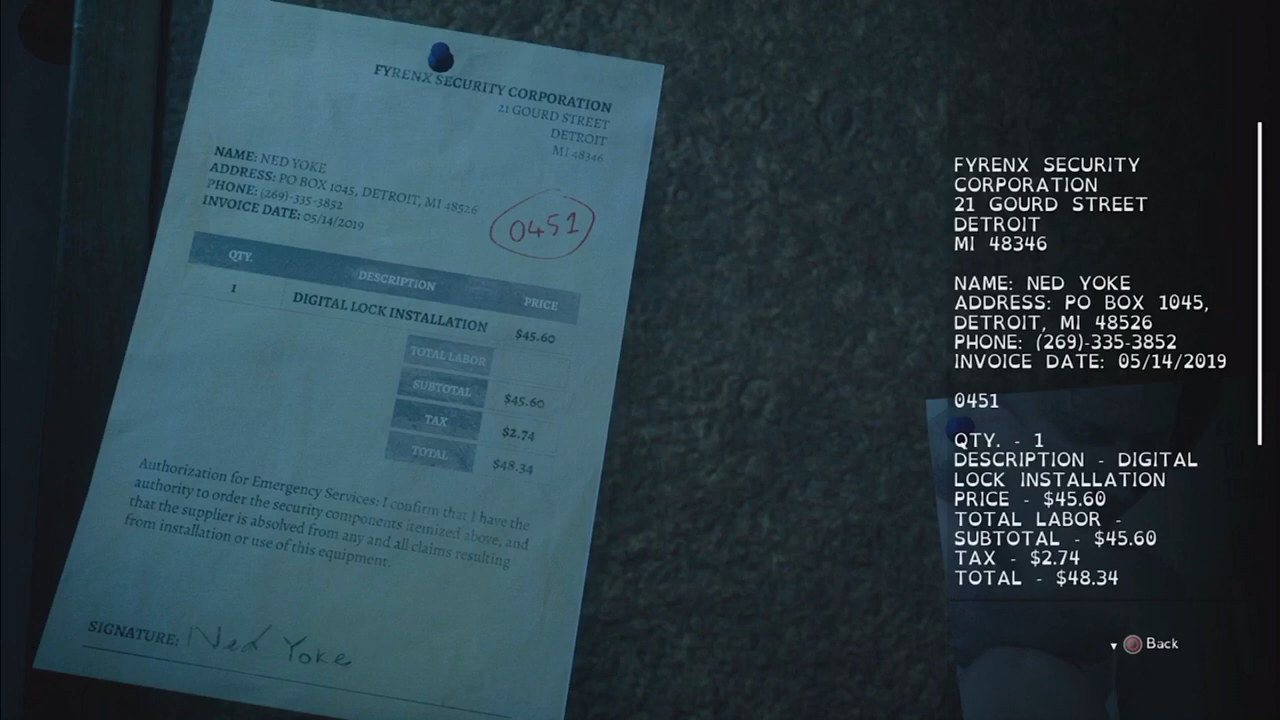 FYRENX SECURITY CORPORATION
21 GOURD STREET
DETROIT
MI 48346
NAME: NED YOKE
ADDRESS: PO BOX 1045, DETROIT, MI 48526
PHONE: (269)-335-3852
INVOICE DATE: 05/14/2019
0451
QTY. DESCRIPTION PRICE
1 DIGITAL LOCK INSTALLATION $45.60
TOTAL LABOR
SUBTOTAL $45.60
TAX $2.74
TOTAL $48.34
Authorization for Emergency Services: I confirm that I have the
authority to order the security components itemized above, and
that the supplier is absolved from any and all claims resulting
from installation or use of this equipment.
SIGNATURE: Ned Yoke
FYRENX SECURITY
CORPORATION
21 GOURD STREET
DETROIT
MI 48346
NAME: NED YOKE
ADDRESS: PO BOX 1045,
DETROIT, MI 48526
PHONE: (269)-335-3852
INVOICE DATE: 05/14/2019
0451
QTY. - 1
DESCRIPTION - DIGITAL
LOCK INSTALLATION
PRICE - $45.60
TOTAL LABOR -
SUBTOTAL - $45.60
TAX - $2.74
TOTAL - $48.34
Back